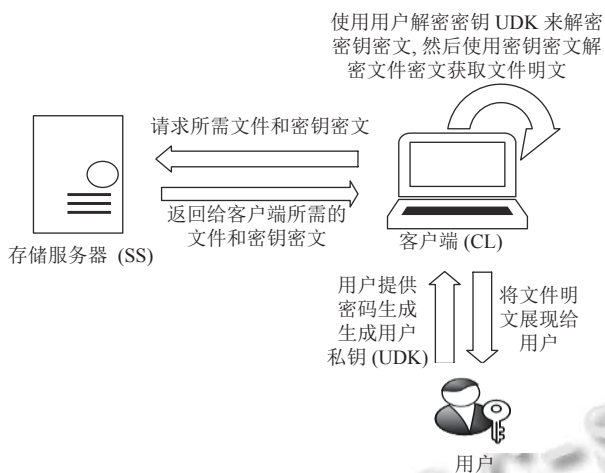 使用用户解密密钥 UDK 来解密
密钥密文, 然后使用密钥密文解
密文件密文获取文件明文
请求所需文件和密钥密文
返回给客户端所需的
文件和密钥密文
存储服务器 (SS)
客户端 (CL)
用户提供
密码生成
生成用户
私钥 (UDK)
将文件明
文展现给
用户
用户